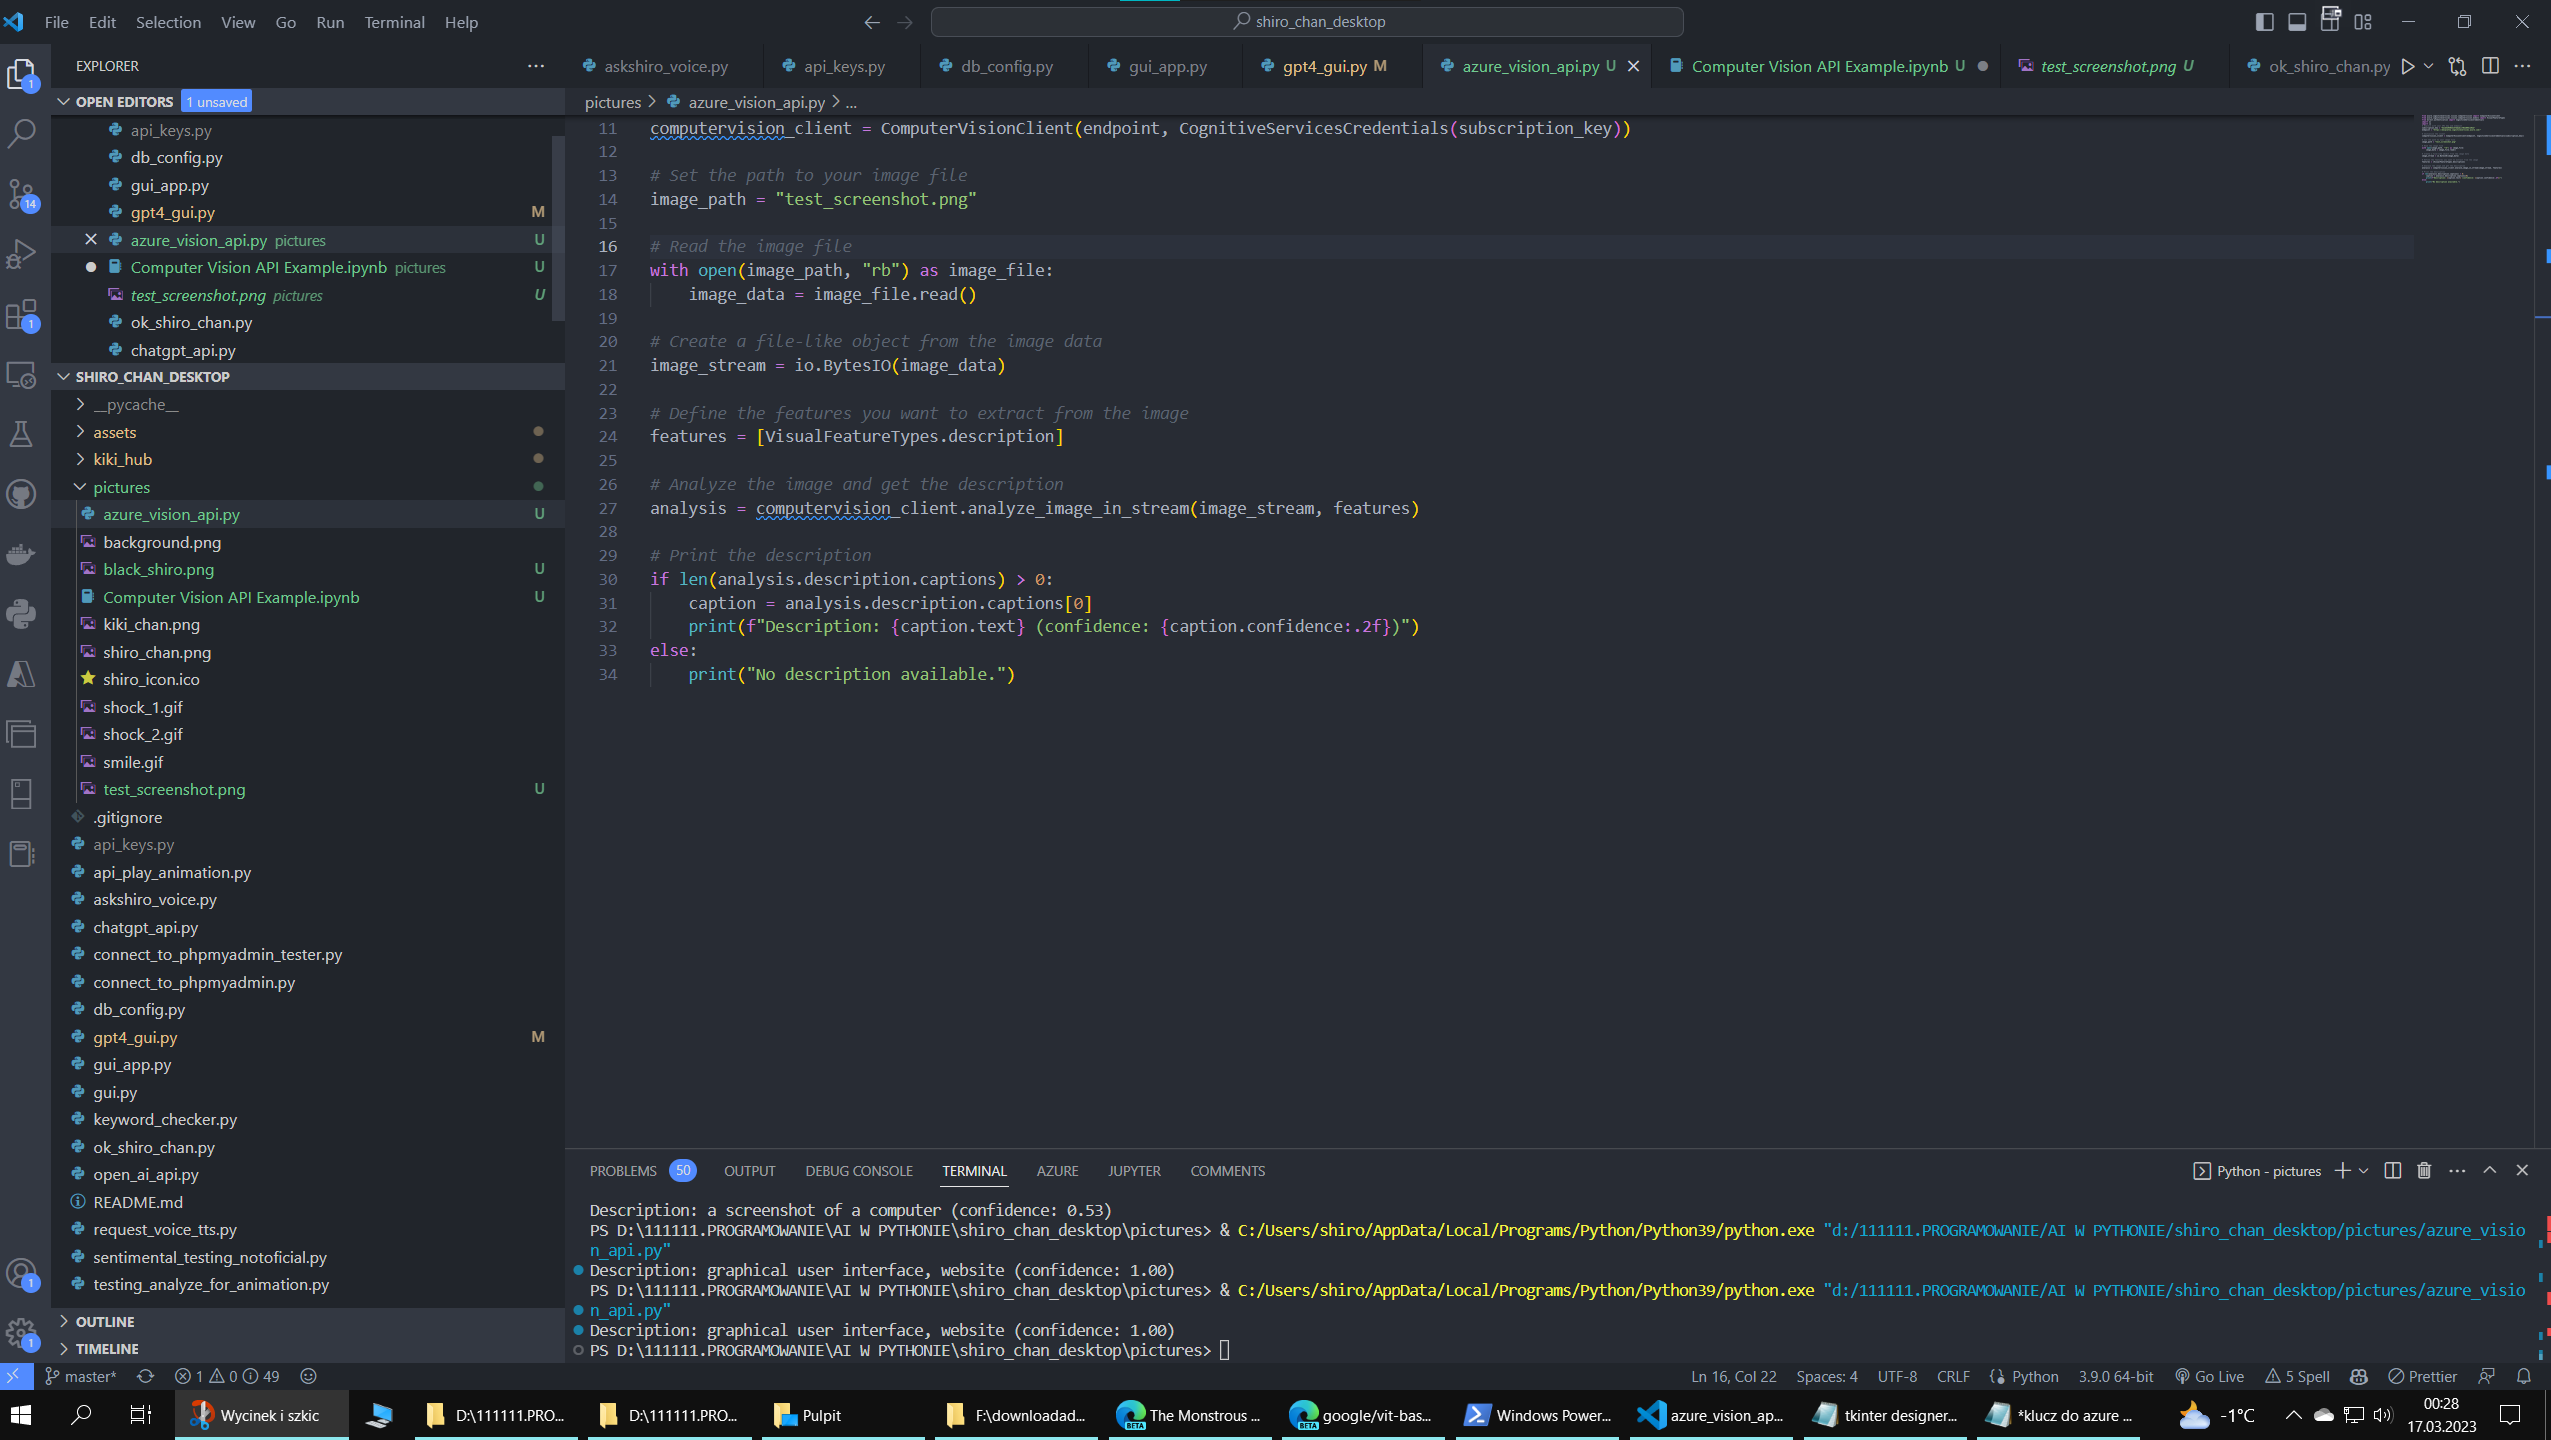 File Edit Selection View Go Run Terminal Help
shiro_chan_desktop
EXPLORER
askshiro_voice.py
api_keys.py
db_config.py
gui_app.py
gpt4_gui.py M
azure_vision_api.py U
Computer Vision API Example.ipynb U
test_screenshot.png U
ok_shiro_chan.py
OPEN EDITORS 1 unsaved
pictures > azure_vision_api.py > ...
api_keys.py
db_config.py
gui_app.py
gpt4_gui.py M
azure_vision_api.py pictures U
Computer Vision API Example.ipynb pictures U
test_screenshot.png pictures U
ok_shiro_chan.py
chatgpt_api.py
SHIRO_CHAN_DESKTOP
__pycache__
assets
kiki_hub
pictures
azure_vision_api.py U
background.png
black_shiro.png U
Computer Vision API Example.ipynb U
kiki_chan.png
shiro_chan.png
shiro_icon.ico
shock_1.gif
shock_2.gif
smile.gif
test_screenshot.png U
.gitignore
api_keys.py
api_play_animation.py
askshiro_voice.py
chatgpt_api.py
connect_to_phpmyadmin_tester.py
connect_to_phpmyadmin.py
db_config.py
gpt4_gui.py M
gui_app.py
gui.py
keyword_checker.py
ok_shiro_chan.py
open_ai_api.py
README.md
request_voice_tts.py
sentimental_testing_notoficial.py
testing_analyze_for_animation.py
OUTLINE
TIMELINE
1
14
1
1
1
11 computervision_client = ComputerVisionClient(endpoint, CognitiveServicesCredentials(subscription_key))
12
13 # Set the path to your image file
14 image_path = "test_screenshot.png"
15
16 # Read the image file
17 with open(image_path, "rb") as image_file:
18 image_data = image_file.read()
19
20 # Create a file-like object from the image data
21 image_stream = io.BytesIO(image_data)
22
23 # Define the features you want to extract from the image
24 features = [VisualFeatureTypes.description]
25
26 # Analyze the image and get the description
27 analysis = computervision_client.analyze_image_in_stream(image_stream, features)
28
29 # Print the description
30 if len(analysis.description.captions) > 0:
31 caption = analysis.description.captions[0]
32 print(f"Description: {caption.text} (confidence: {caption.confidence:.2f})")
33 else:
34 print("No description available.")
PROBLEMS 50 OUTPUT DEBUG CONSOLE TERMINAL AZURE JUPYTER COMMENTS
Python - pictures
Description: a screenshot of a computer (confidence: 0.53)
PS D:\111111.PROGRAMOWANIE\AI W PYTHONIE\shiro_chan_desktop\pictures> & C:/Users/shiro/AppData/Local/Programs/Python/Python39/python.exe "d:/111111.PROGRAMOWANIE/AI W PYTHONIE/shiro_chan_desktop/pictures/azure_visio
n_api.py"
Description: graphical user interface, website (confidence: 1.00)
PS D:\111111.PROGRAMOWANIE\AI W PYTHONIE\shiro_chan_desktop\pictures> & C:/Users/shiro/AppData/Local/Programs/Python/Python39/python.exe "d:/111111.PROGRAMOWANIE/AI W PYTHONIE/shiro_chan_desktop/pictures/azure_visio
n_api.py"
Description: graphical user interface, website (confidence: 1.00)
PS D:\111111.PROGRAMOWANIE\AI W PYTHONIE\shiro_chan_desktop\pictures>
master* 1 0 49
Ln 16, Col 22 Spaces: 4 UTF-8 CRLF Python 3.9.0 64-bit Go Live 5 Spell Prettier
Wycinek i szkic
D:\111111.PRO...
D:\111111.PRO...
Pulpit
F:\downloadad...
The Monstrous ...
google/vit-bas...
Windows Power...
azure_vision_ap...
tkinter designer...
*klucz do azure ...
-1°C
00:28
17.03.2023